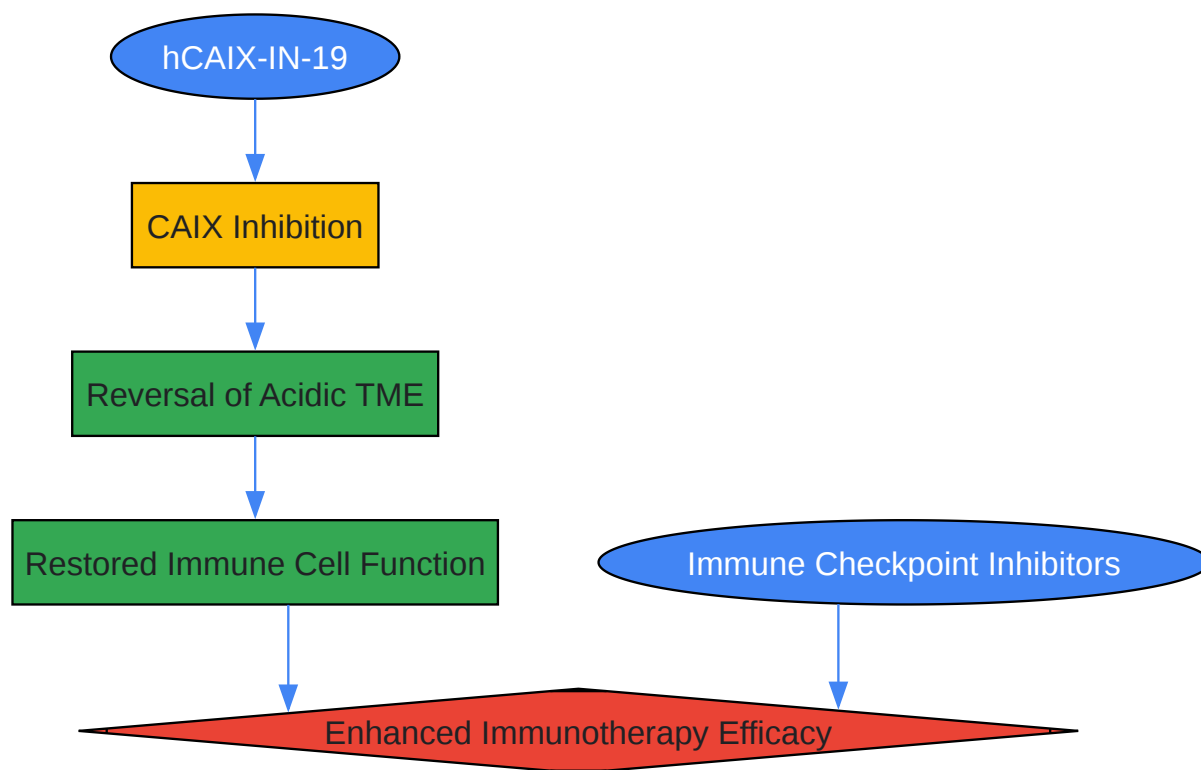 hCAIX-IN-19
CAIX Inhibition
Reversal of Acidic TME
Restored Immune Cell Function
Immune Checkpoint Inhibitors
Enhanced Immunotherapy Efficacy